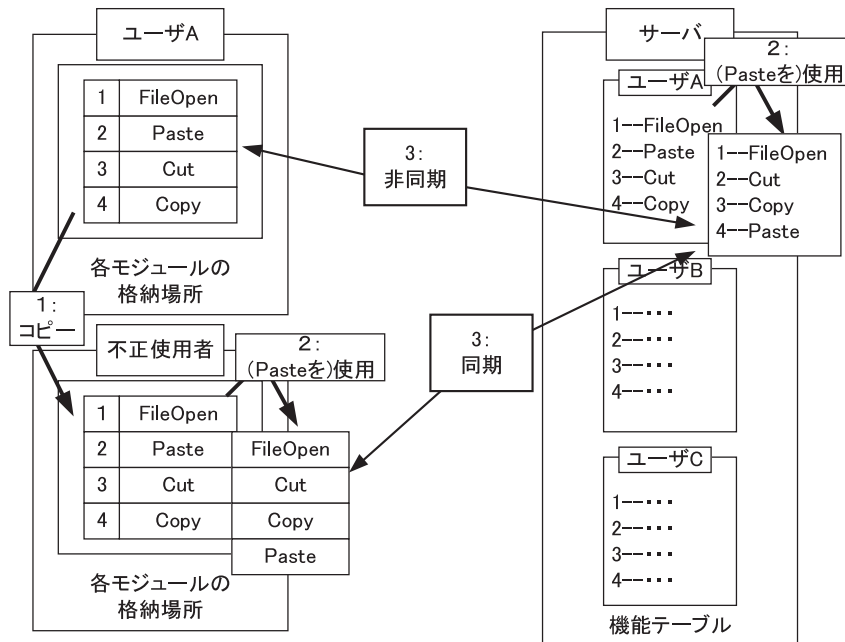 ユーザA
1 FileOpen
2 Paste
3 Cut
4 Copy
各モジュールの
格納場所
1:
コピー
不正使用者
2:
(Pasteを)使用
1 FileOpen
2 Paste
3 Cut
4 Copy
FileOpen
Cut
Copy
Paste
各モジュールの
格納場所
3:
非同期
3:
同期
サーバ
2:
(Pasteを)使用
ユーザA
1--FileOpen
2--Paste
3--Cut
4--Copy
1--FileOpen
2--Cut
3--Copy
4--Paste
ユーザB
1--・・・
2--・・・
3--・・・
4--・・・
ユーザC
1--・・・
2--・・・
3--・・・
4--・・・
機能テーブル